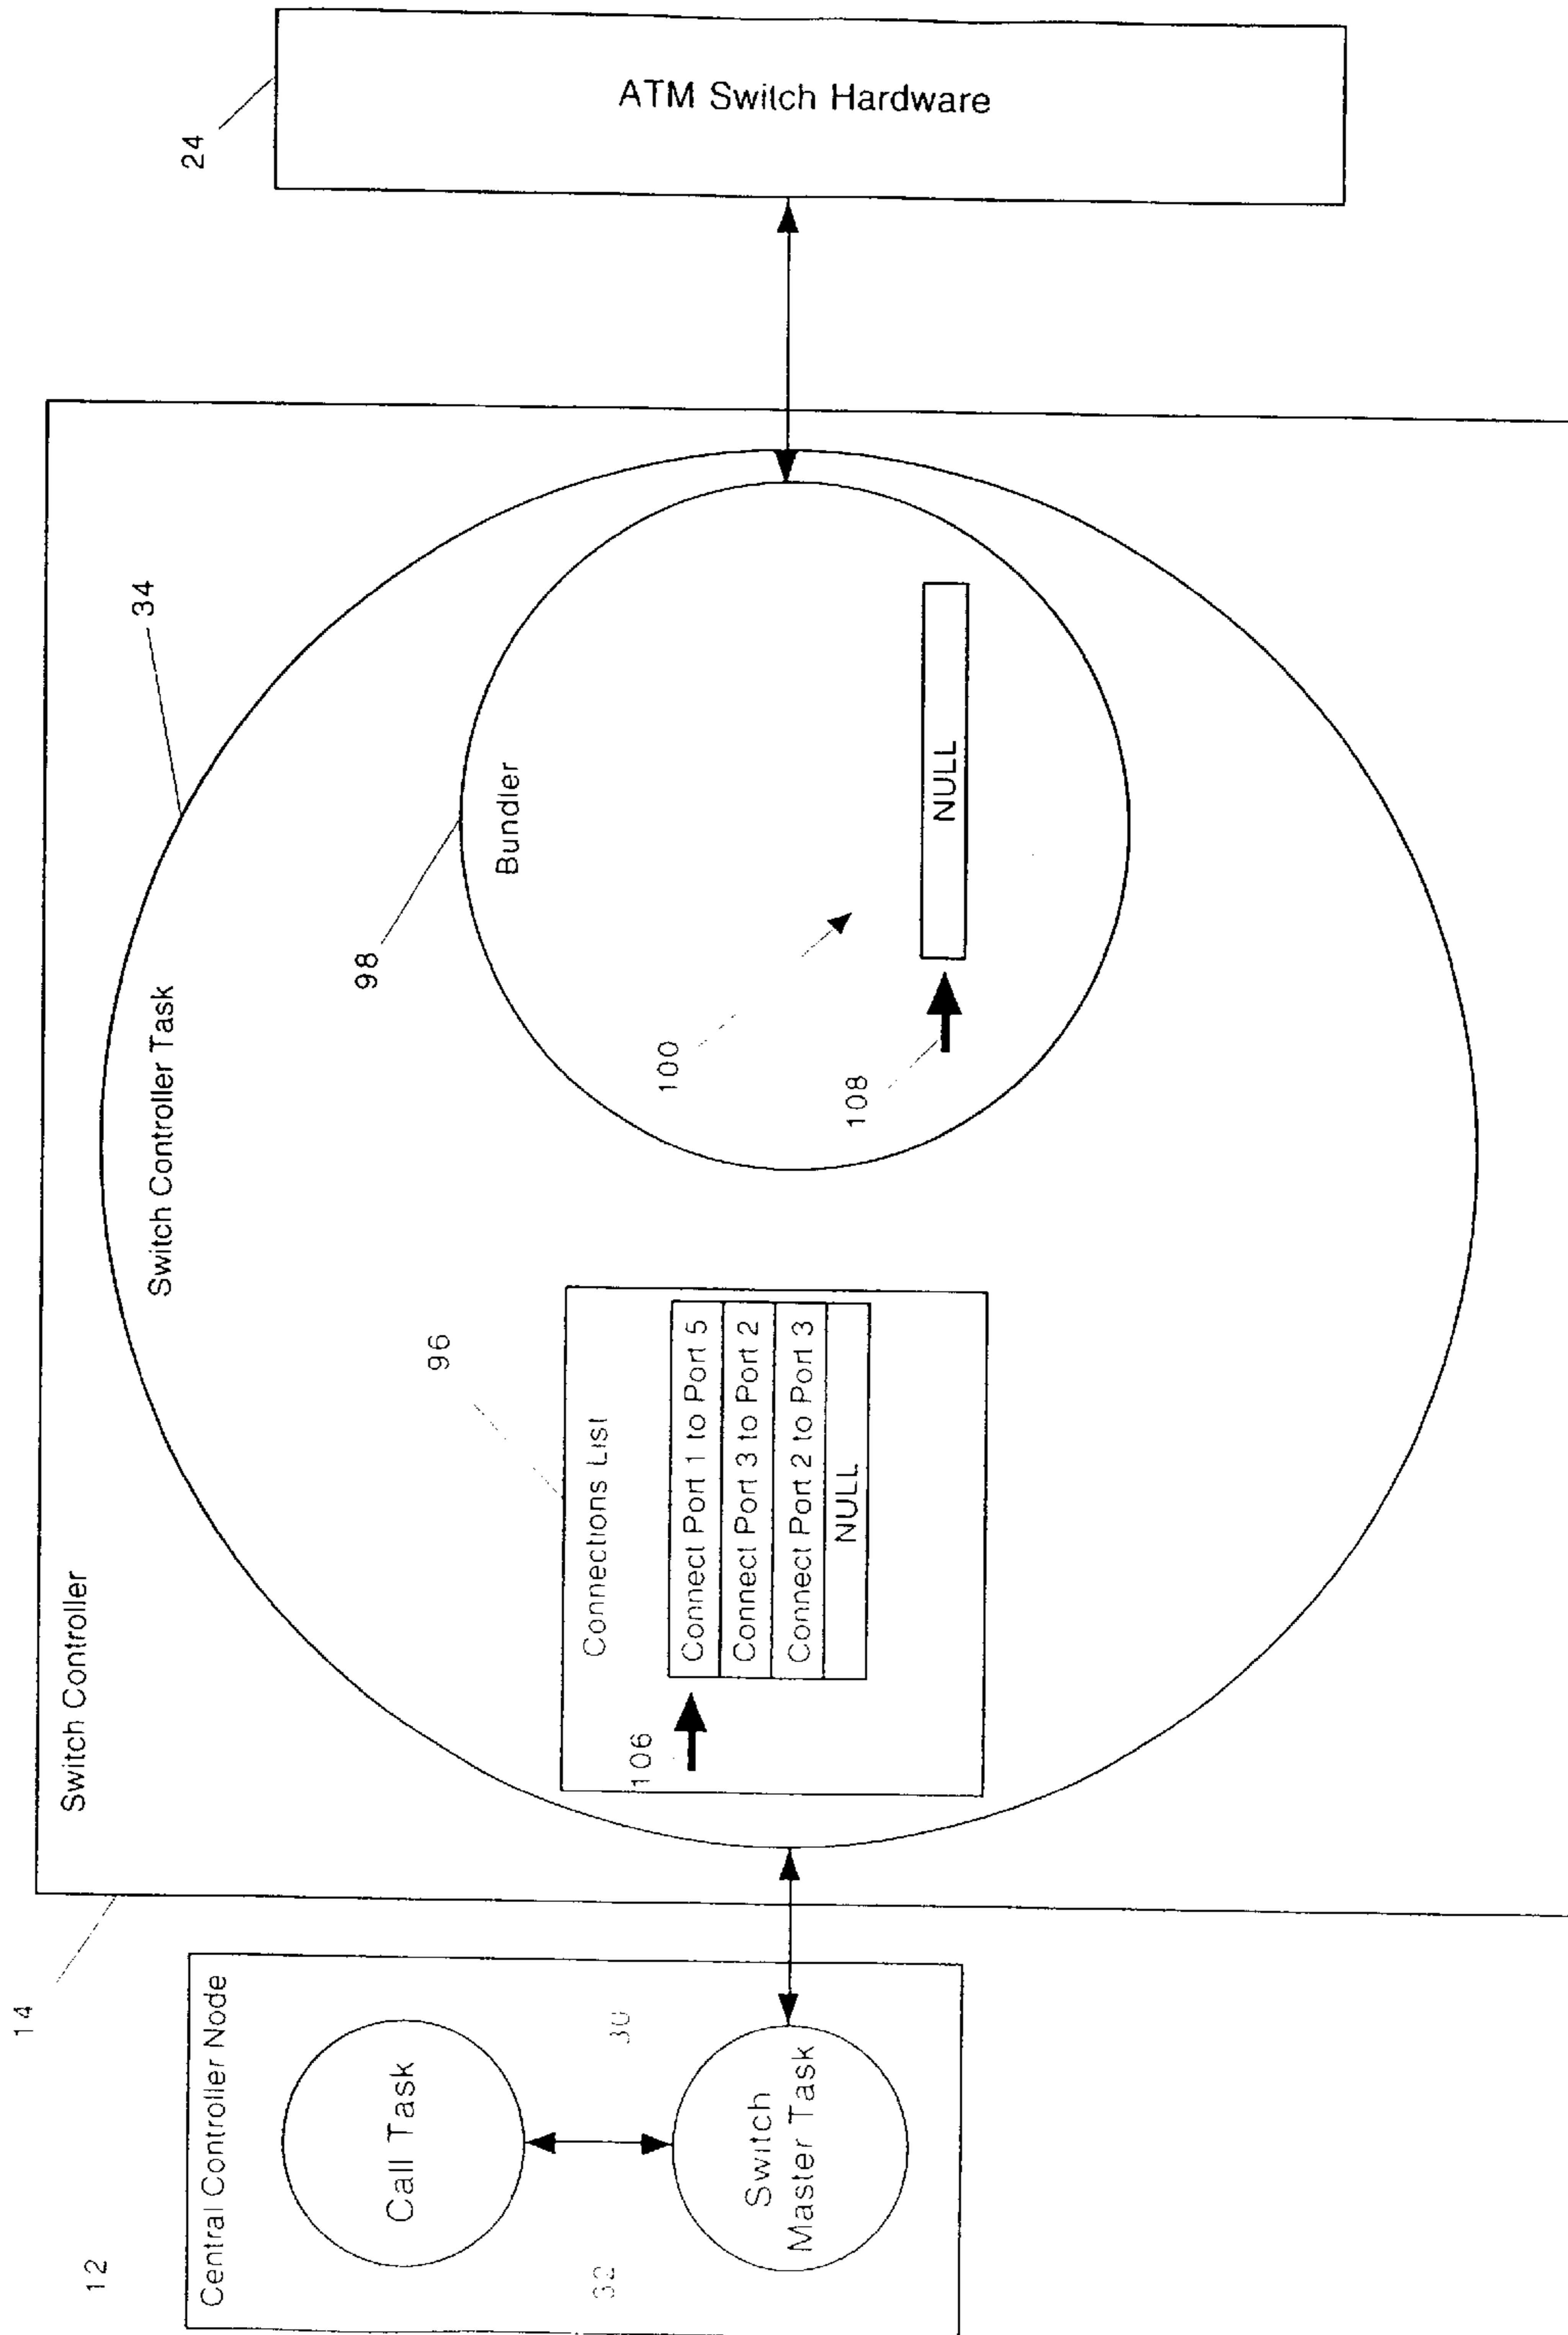 12
Central Controller Node
Call Task
30
32
Switch
Master Task
14
Switch Controller
Switch Controller Task
34
Connections List
96
106
Connect Port 1 to Port 5
Connect Port 3 to Port 2
Connect Port 2 to Port 3
NULL
98
Bundler
100
108
NULL
24
ATM Switch Hardware